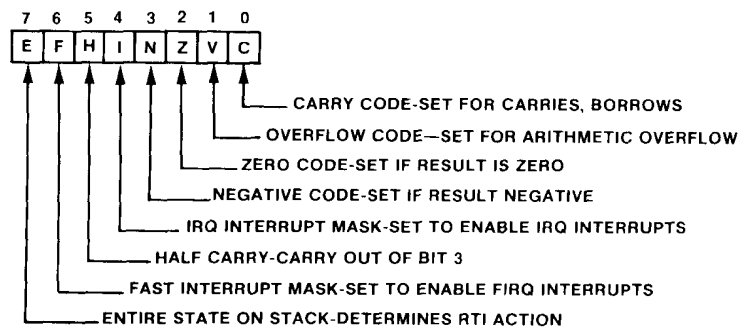 7 6 5 4 3 2 1 0
E F H I N Z V C
CARRY CODE-SET FOR CARRIES, BORROWS
OVERFLOW CODE—SET FOR ARITHMETIC OVERFLOW
ZERO CODE-SET IF RESULT IS ZERO
NEGATIVE CODE-SET IF RESULT NEGATIVE
IRQ INTERRUPT MASK-SET TO ENABLE IRQ INTERRUPTS
HALF CARRY-CARRY OUT OF BIT 3
FAST INTERRUPT MASK-SET TO ENABLE FIRQ INTERRUPTS
ENTIRE STATE ON STACK-DETERMINES RTI ACTION